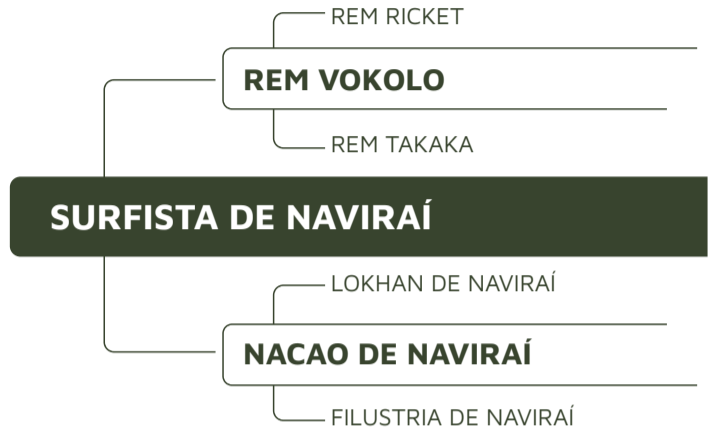 REM RICKET
REM VOKOLO
REM TAKAKA
SURFISTA DE NAVIRAÍ
LOKHAN DE NAVIRAÍ
NACAO DE NAVIRAÍ
FILUSTRIA DE NAVIRAÍ